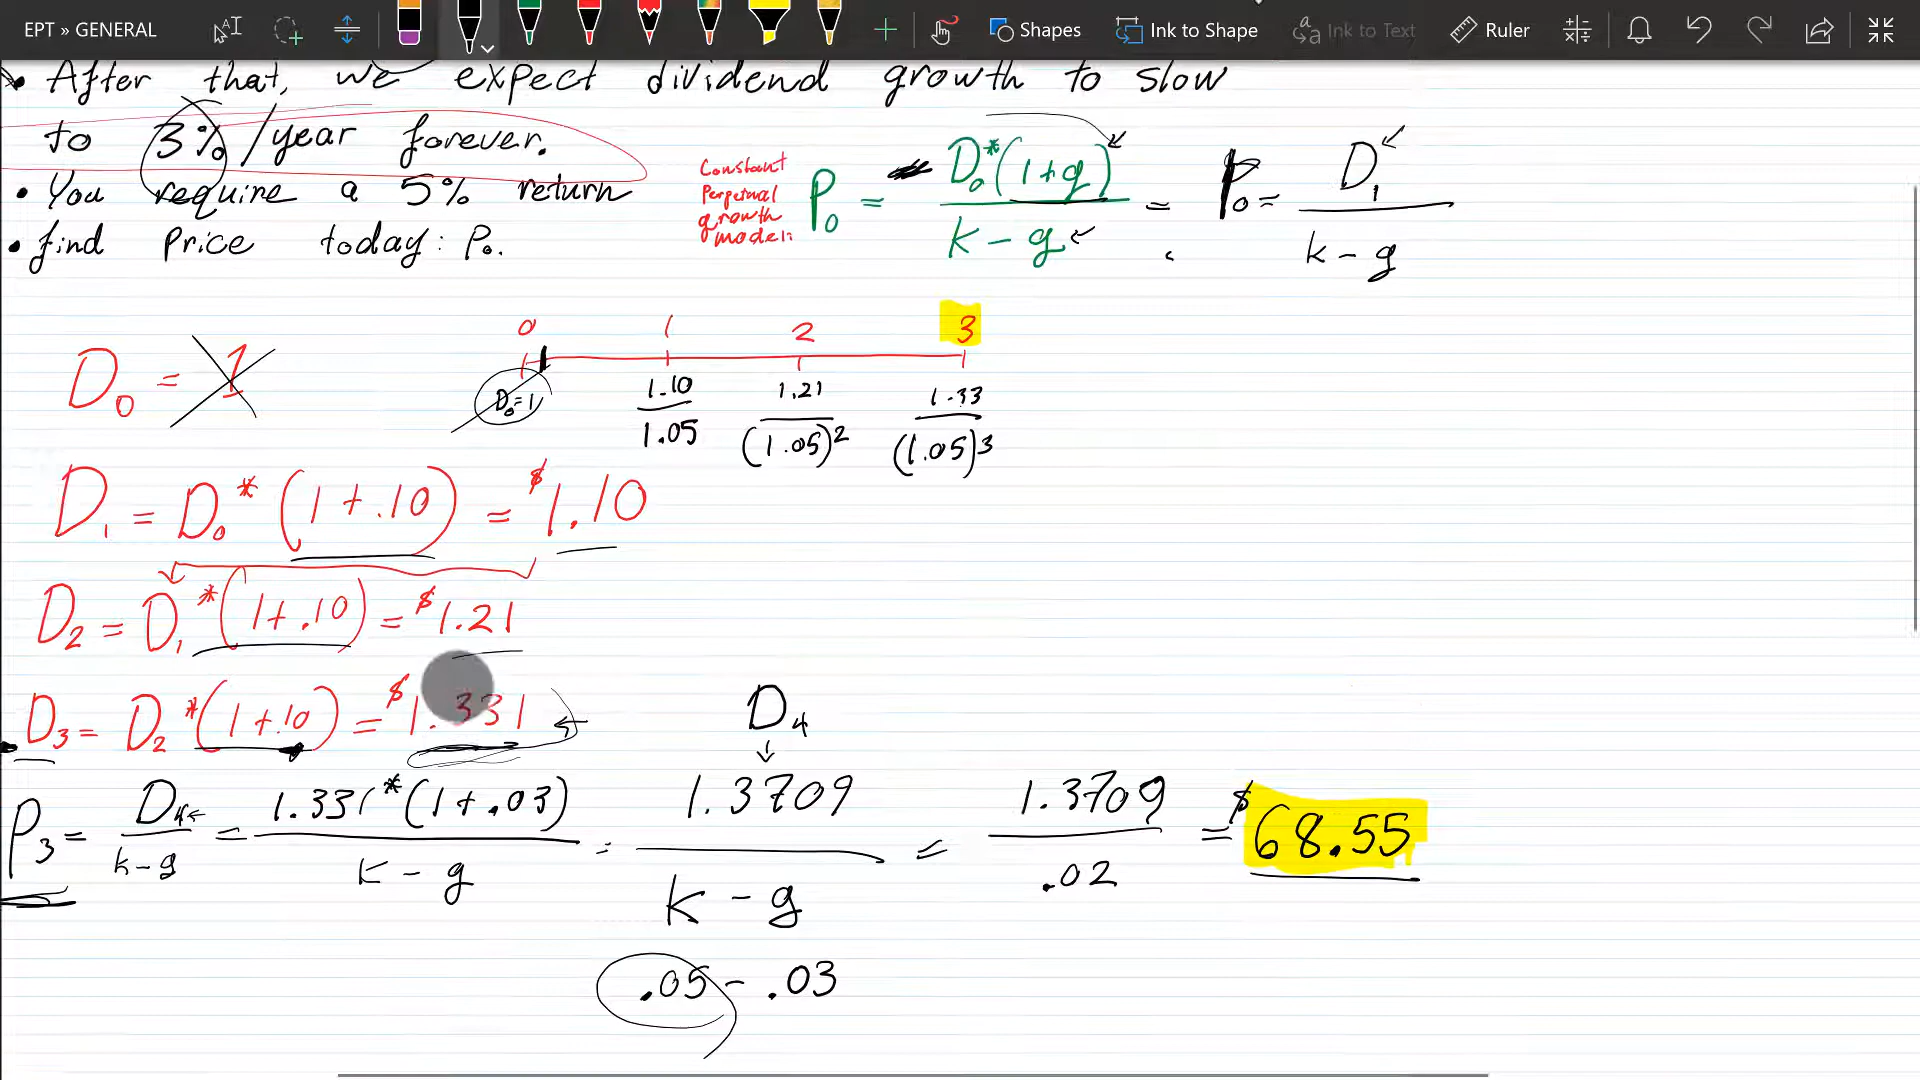 EPT » GENERAL
Shapes
Ink to Shape
Ink to Text
Ruler
• After that, we expect dividend growth to slow
to 3% /year forever.
• You require a 5% return
• find Price today: P₀.
Constant
Perpetual
growth
model:
P₀ = D₀*(1+g) / k-g = P₀ = D₁ / k-g
D₀ = 1
0 1 2 3
D₀=1 1.10 / 1.05 1.21 / (1.05)² 1.33 / (1.05)³
D₁ = D₀ * (1+.10) = $1.10
D₂ = D₁ * (1+.10) = $1.21
D₃ = D₂ * (1+.10) = $1.331
D₄
P₃ = D₄ / k-g = 1.331*(1+.03) / k-g = 1.3709 / k-g = 1.3709 / .02 = $68.55
.05 - .03